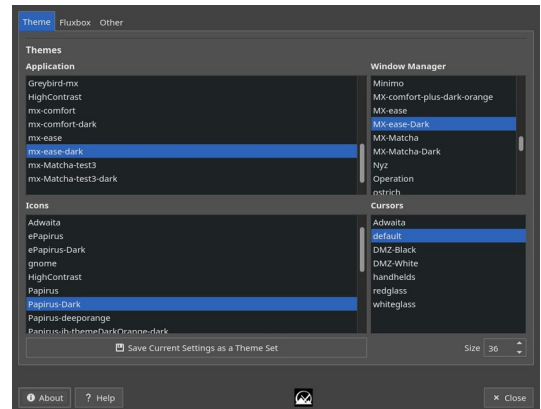 Theme Fluxbox Other
Themes
Application
Greybird-mx
HighContrast
mx-comfort
mx-comfort-dark
mx-ease
mx-ease-dark
mx-Matcha-test3
mx-Matcha-test3-dark
Window Manager
Minimo
MX-comfort-plus-dark-orange
MX-ease
MX-ease-Dark
MX-Matcha
MX-Matcha-Dark
Nyz
Operation
ostrich
Icons
Adwaita
ePapirus
ePapirus-Dark
gnome
HighContrast
Papirus
Papirus-Dark
Papirus-deeporange
Papirus-jb-themeDarkOrange-dark
Cursors
Adwaita
default
DMZ-Black
DMZ-White
handhelds
redglass
whiteglass
Save Current Settings as a Theme Set
Size 36
About ? Help
Close